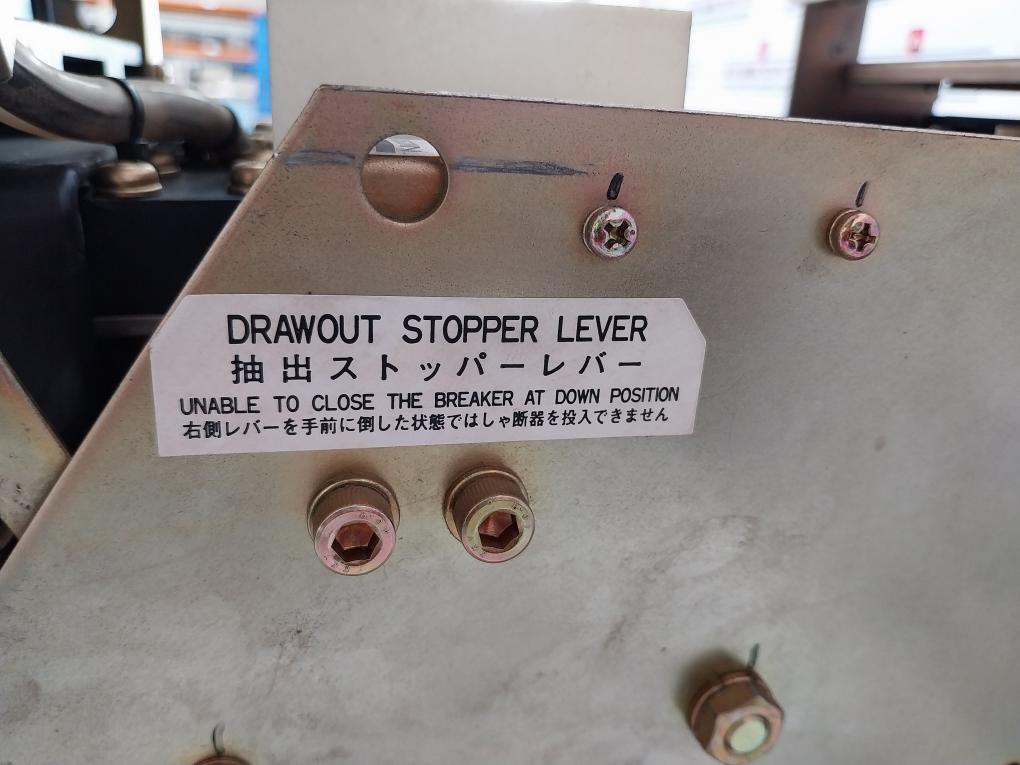 DRAWOUT STOPPER LEVER
抽出ストッパーレバー
UNABLE TO CLOSE THE BREAKER AT DOWN POSITION
右側レバーを手前に倒した状態ではしゃ断器を投入できません